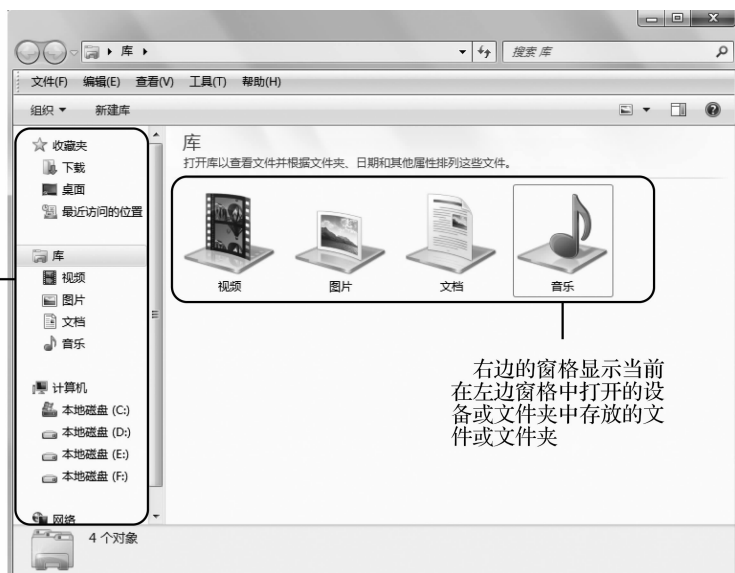 库
搜索 库
文件(F) 编辑(E) 查看(V) 工具(T) 帮助(H)
组织 新建库
收藏夹
下载
桌面
最近访问的位置
库
视频
图片
文档
音乐
计算机
本地磁盘 (C:)
本地磁盘 (D:)
本地磁盘 (E:)
本地磁盘 (F:)
网络
库
打开库以查看文件并根据文件夹、日期和其他属性排列这些文件。
视频 图片 文档 音乐
右边的窗格显示当前
在左边窗格中打开的设
备或文件夹中存放的文
件或文件夹
4 个对象